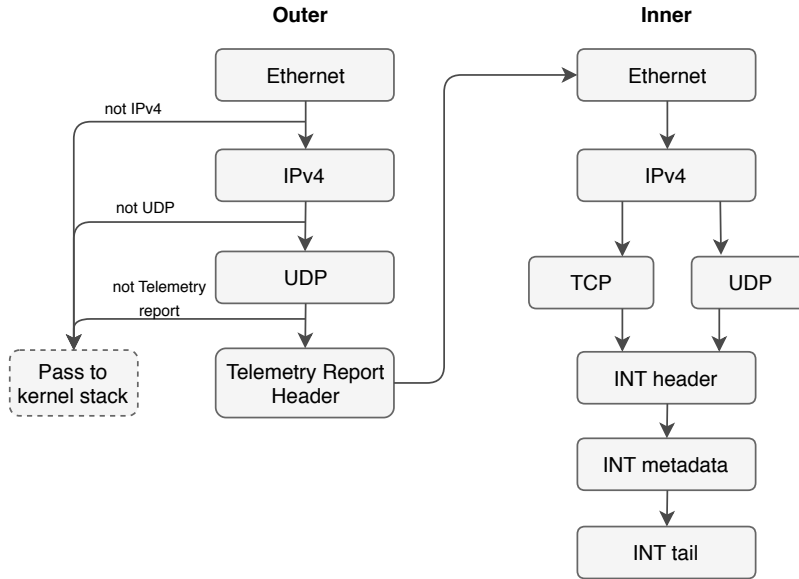 Outer
Ethernet
not IPv4
IPv4
not UDP
UDP
not Telemetry
report
Pass to
kernel stack
Telemetry Report
Header
Inner
Ethernet
IPv4
TCP
UDP
INT header
INT metadata
INT tail